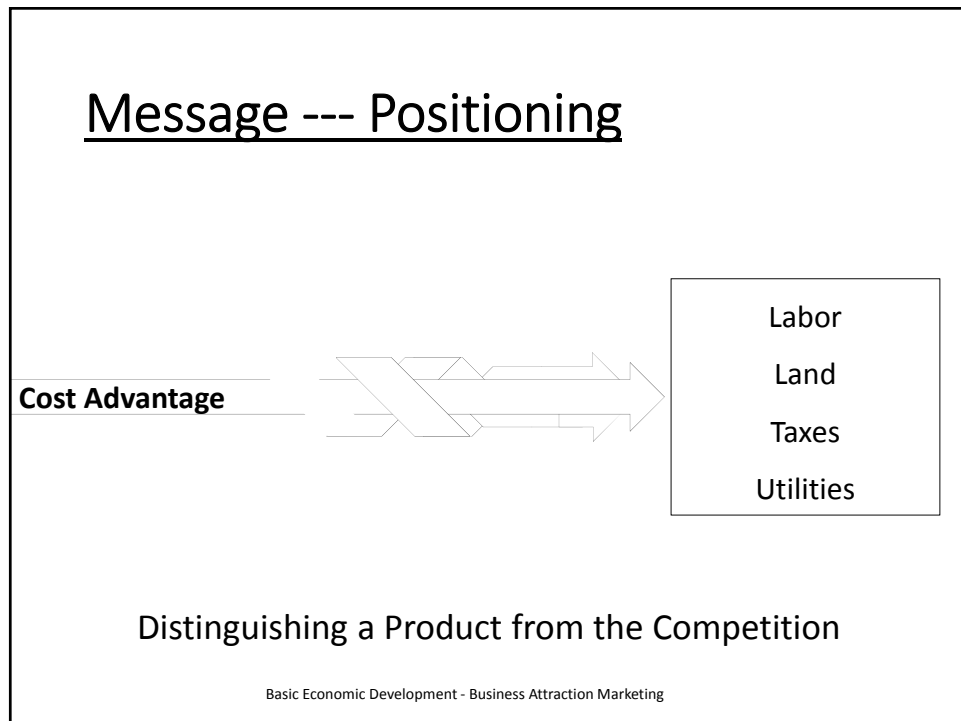 Message --- Positioning
Cost Advantage
Labor
Land
Taxes
Utilities
Distinguishing a Product from the Competition
Basic Economic Development - Business Attraction Marketing